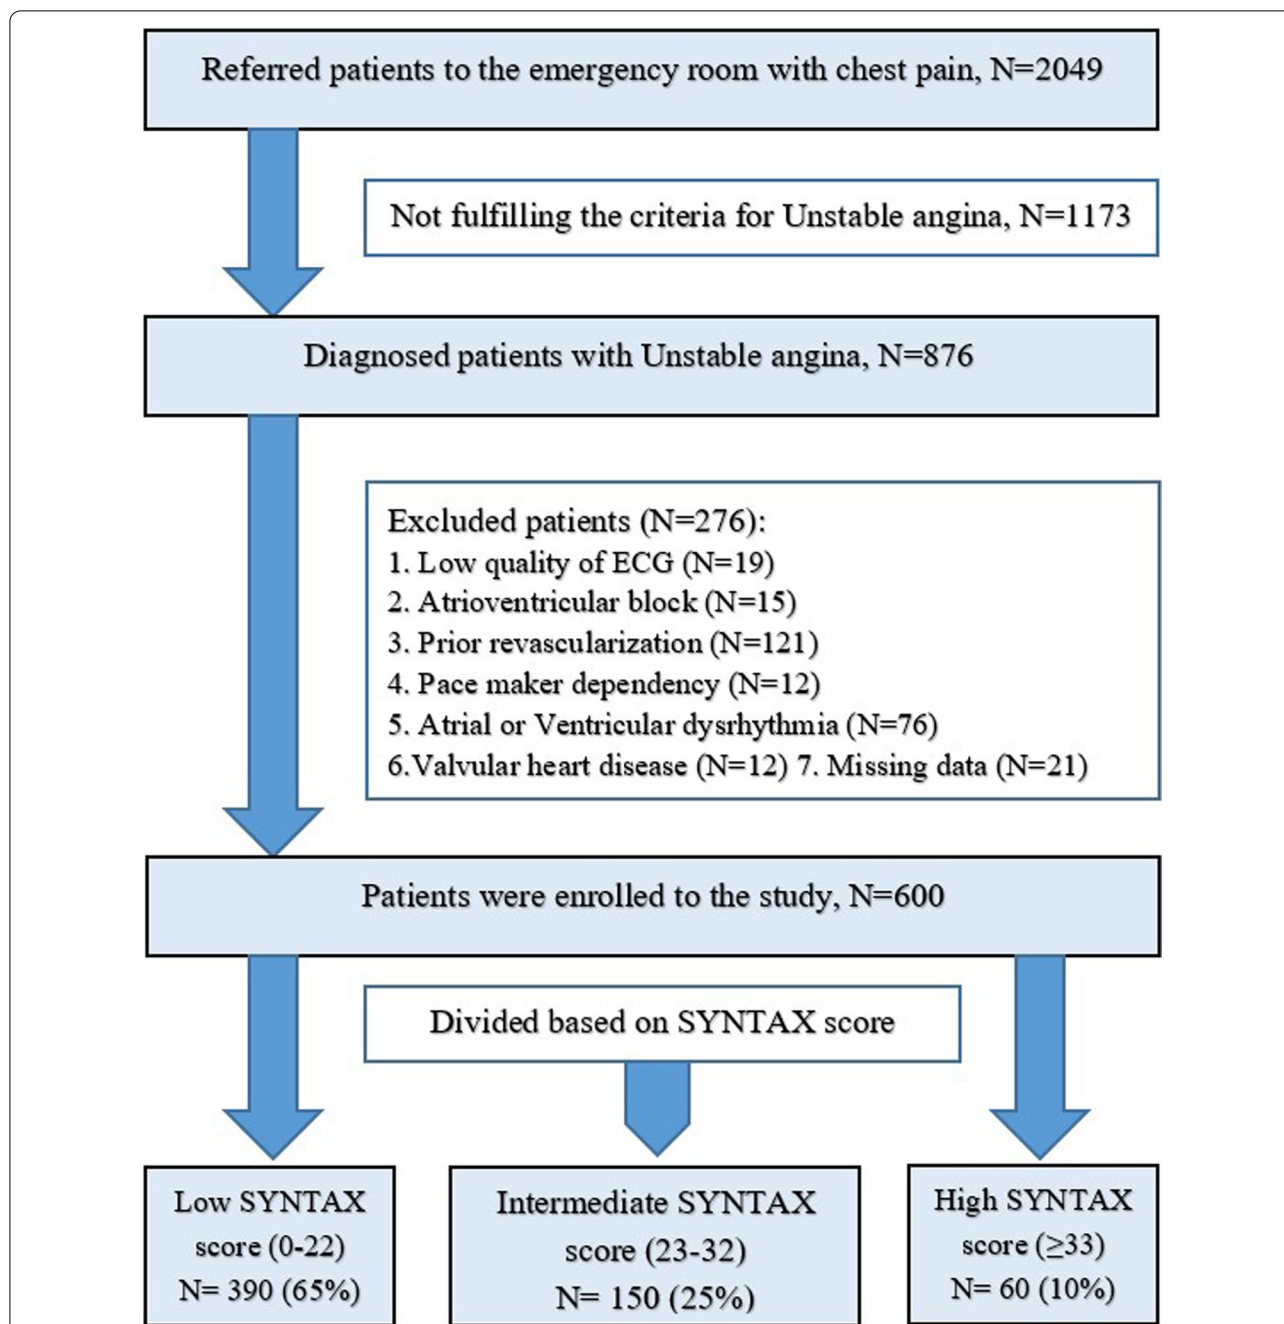 Referred patients to the emergency room with chest pain, N=2049
Not fulfilling the criteria for Unstable angina, N=1173
Diagnosed patients with Unstable angina, N=876
Excluded patients (N=276):
1. Low quality of ECG (N=19)
2. Atrioventricular block (N=15)
3. Prior revascularization (N=121)
4. Pace maker dependency (N=12)
5. Atrial or Ventricular dysrhythmia (N=76)
6.Valvular heart disease (N=12) 7. Missing data (N=21)
Patients were enrolled to the study, N=600
Divided based on SYNTAX score
Low SYNTAX
score (0-22)
N= 390 (65%)
Intermediate SYNTAX
score (23-32)
N= 150 (25%)
High SYNTAX
score (≥33)
N= 60 (10%)